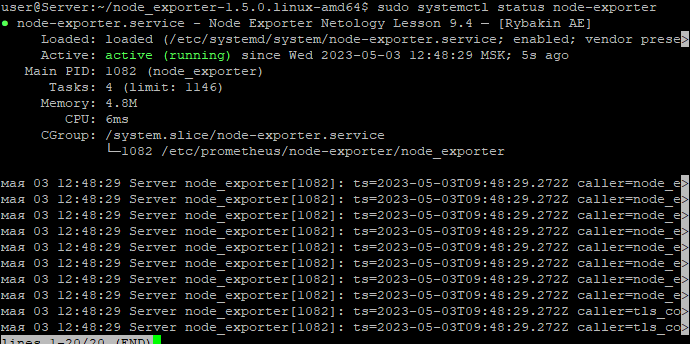 user@Server:~/node_exporter-1.5.0.linux-amd64$ sudo systemctl status node-exporter
● node-exporter.service - Node Exporter Netology Lesson 9.4 — [Rybakin AE]
     Loaded: loaded (/etc/systemd/system/node-exporter.service; enabled; vendor prese>
     Active: active (running) since Wed 2023-05-03 12:48:29 MSK; 5s ago
   Main PID: 1082 (node_exporter)
      Tasks: 4 (limit: 1146)
     Memory: 4.8M
        CPU: 6ms
     CGroup: /system.slice/node-exporter.service
             └─1082 /etc/prometheus/node-exporter/node_exporter
мая 03 12:48:29 Server node_exporter[1082]: ts=2023-05-03T09:48:29.272Z caller=node_e>
мая 03 12:48:29 Server node_exporter[1082]: ts=2023-05-03T09:48:29.272Z caller=node_e>
мая 03 12:48:29 Server node_exporter[1082]: ts=2023-05-03T09:48:29.272Z caller=node_e>
мая 03 12:48:29 Server node_exporter[1082]: ts=2023-05-03T09:48:29.272Z caller=node_e>
мая 03 12:48:29 Server node_exporter[1082]: ts=2023-05-03T09:48:29.272Z caller=node_e>
мая 03 12:48:29 Server node_exporter[1082]: ts=2023-05-03T09:48:29.272Z caller=node_e>
мая 03 12:48:29 Server node_exporter[1082]: ts=2023-05-03T09:48:29.272Z caller=node_e>
мая 03 12:48:29 Server node_exporter[1082]: ts=2023-05-03T09:48:29.272Z caller=node_e>
мая 03 12:48:29 Server node_exporter[1082]: ts=2023-05-03T09:48:29.272Z caller=tls_co>
мая 03 12:48:29 Server node_exporter[1082]: ts=2023-05-03T09:48:29.272Z caller=tls_co>
lines 1-20/20 (END)